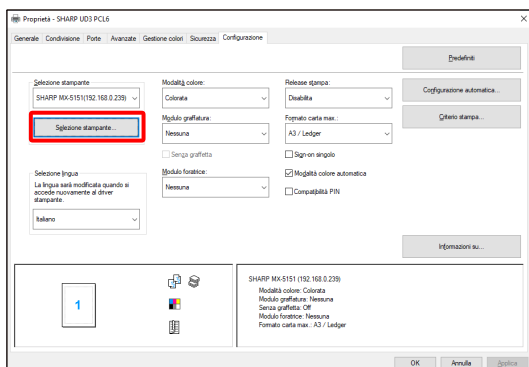 Proprietà - SHARP UD3 PCL6
Generale Condivisione Porte Avanzate Gestione colori Sicurezza Configurazione
Predefiniti
Selezione stampante
SHARP MX-5151(192.168.0.239)
Selezione stampante...
Modalità colore:
Colorata
Release stampa:
Disabilita
Configurazione automatica...
Modulo graffatura:
Nessuna
Formato carta max.:
A3 / Ledger
Criterio stampa...
Senza graffetta
Sign-on singolo
Selezione lingua
La lingua sarà modificata quando si
accede nuovamente al driver
stampante.
Italiano
Modulo foratrice:
Nessuna
Modalità colore automatica
Compatibilità PIN
Informazioni su...
1
SHARP MX-5151 (192.168.0.239)
Modalità colore: Colorata
Modulo graffatura: Nessuna
Senza graffetta: Off
Modulo foratrice: Nessuna
Formato carta max.: A3 / Ledger
OK Annulla Applica